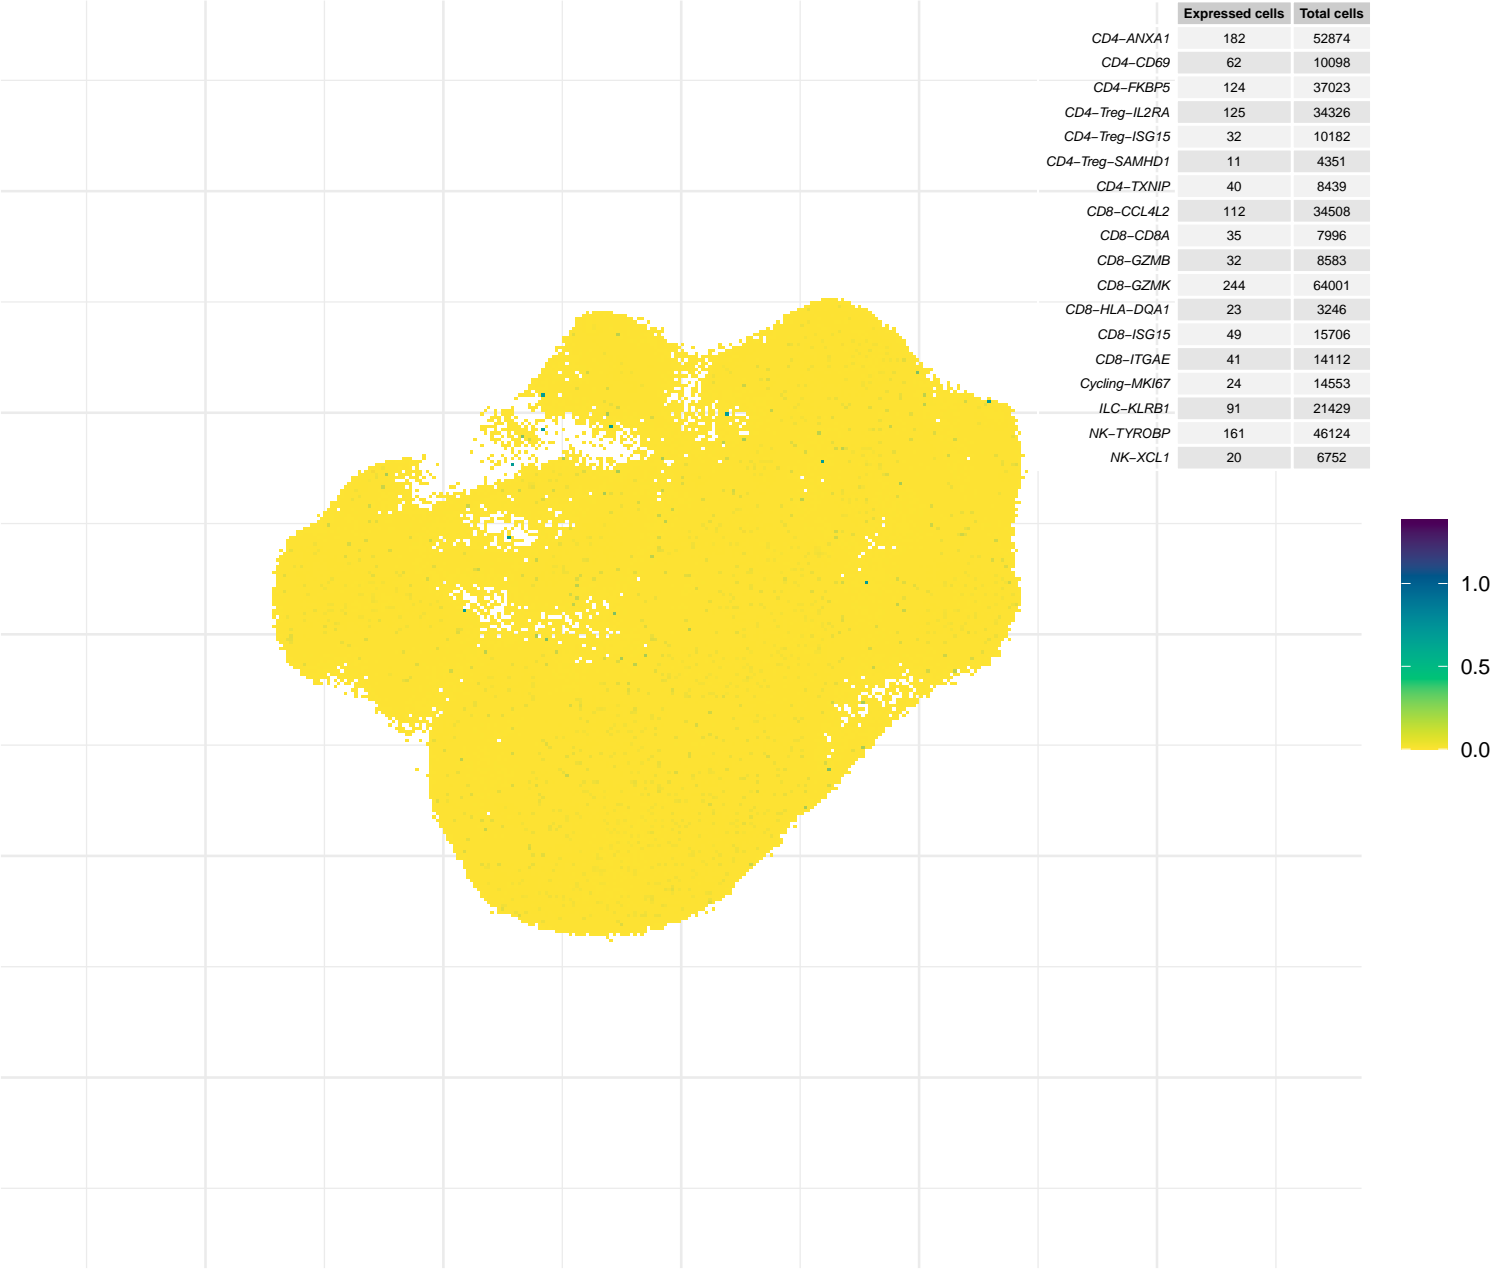 Expressed cells Total cells
CD4−ANXA1 182 52874
CD4−CD69 62 10098
CD4−FKBP5 124 37023
CD4−Treg−IL2RA 125 34326
CD4−Treg−ISG15 32 10182
CD4−Treg−SAMHD1 11 4351
CD4−TXNIP 40 8439
CD8−CCL4L2 112 34508
CD8−CD8A 35 7996
CD8−GZMB 32 8583
CD8−GZMK 244 64001
CD8−HLA−DQA1 23 3246
CD8−ISG15 49 15706
CD8−ITGAE 41 14112
Cycling−MKI67 24 14553
ILC−KLRB1 91 21429
NK−TYROBP 161 46124
NK−XCL1 20 6752
1.0
0.5
0.0